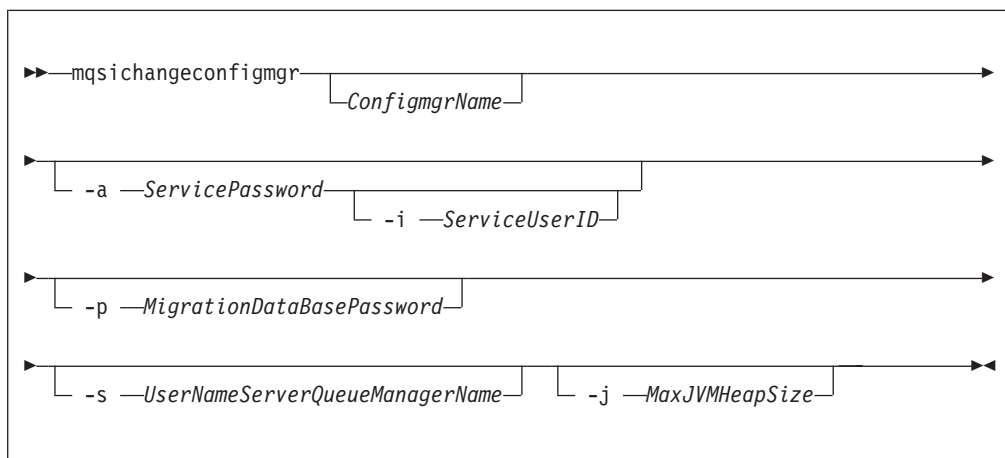 mqsichangeconfigmgr
ConfigmgrName
-a ServicePassword
-i ServiceUserID
-p MigrationDataBasePassword
-s UserNameServerQueueManagerName -j MaxJVMHeapSize